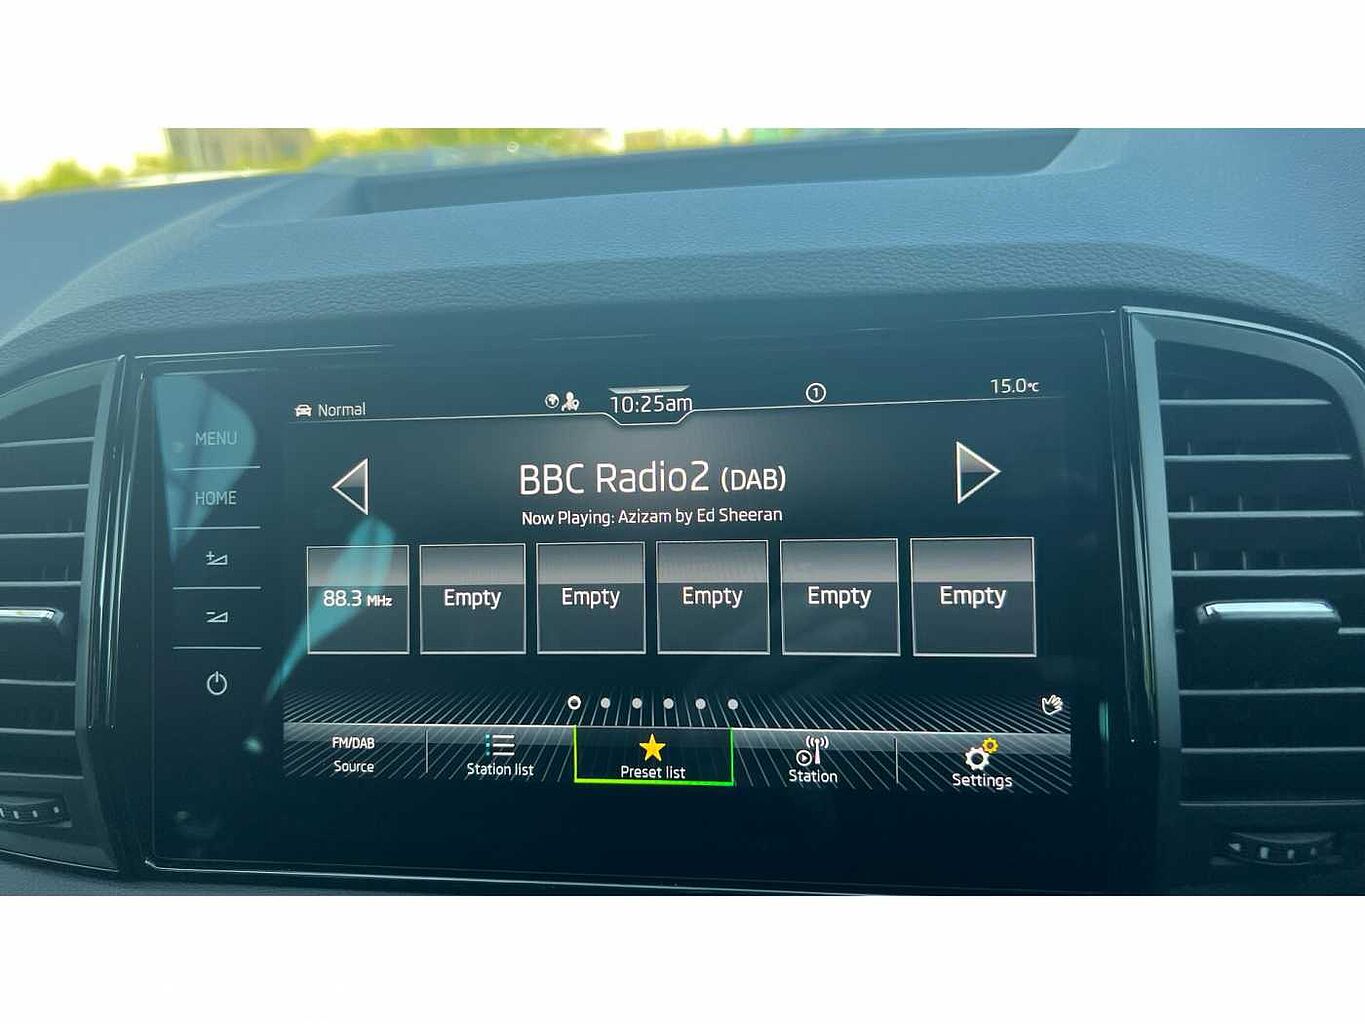 Normal
10:25am
1
15.0°C
MENU
HOME
BBC Radio2 (DAB)
Now Playing: Azizam by Ed Sheeran
88.3 MHz
Empty
Empty
Empty
Empty
Empty
FM/DAB
Source
Station list
Preset list
Station
Settings